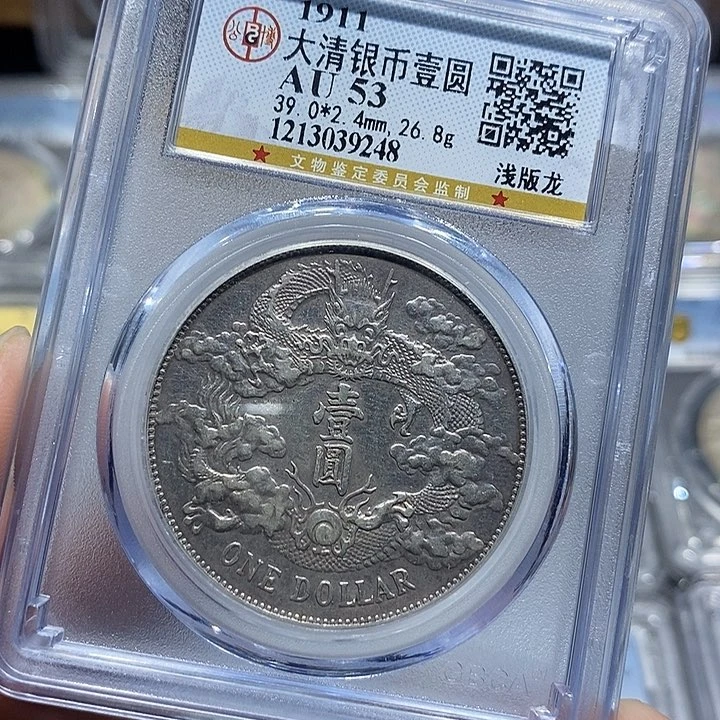 1911
大清银币壹圆
AU 53
39.0*2.4mm, 26.8g
1213039248
浅版龙
文物鉴定委员会监制
壹
圓
ONE DOLLAR